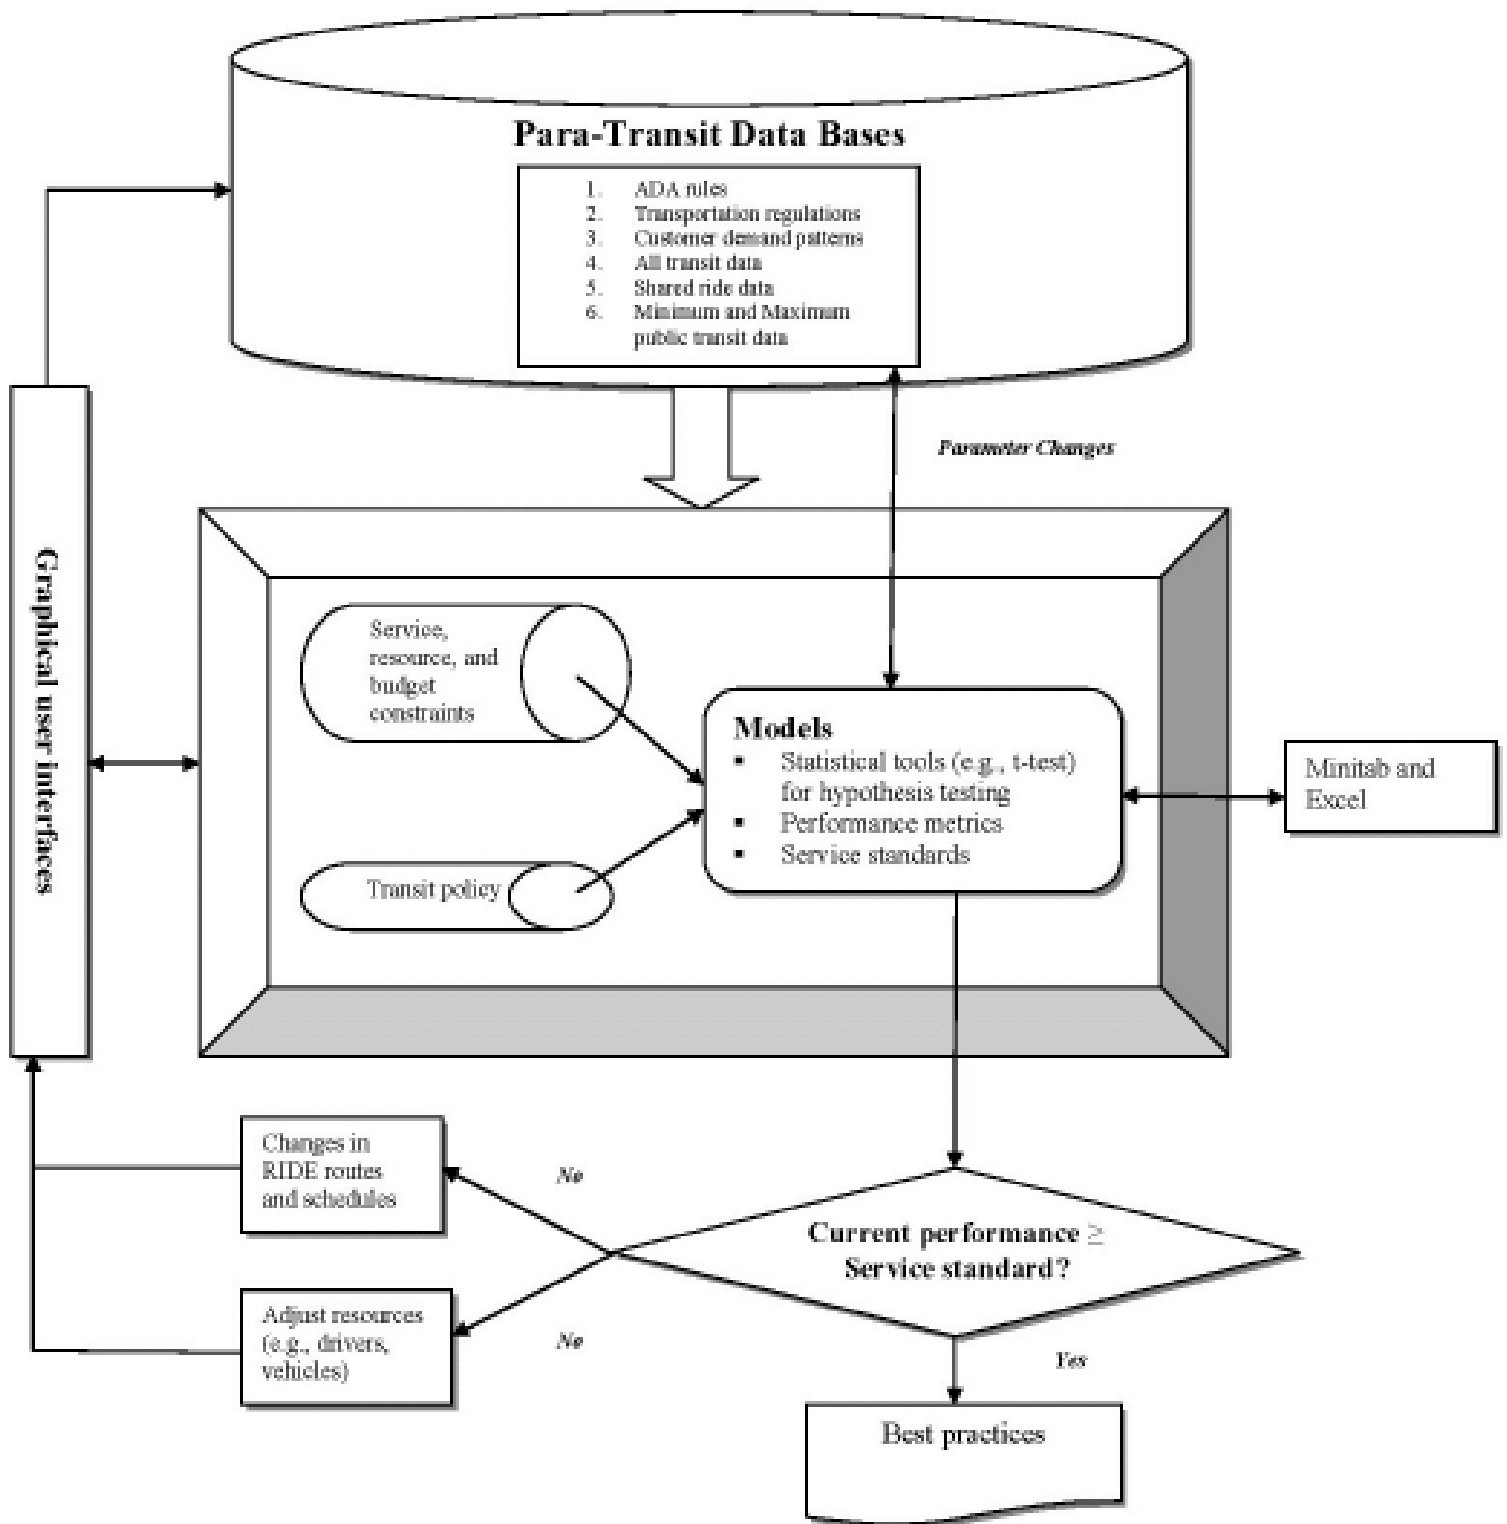 Para-Transit Data Bases
1. ADA rules
2. Transportation regulations
3. Customer demand patterns
4. All transit data
5. Shared ride data
6. Minimum and Maximum
public transit data
Parameter Changes
Graphical user interfaces
Service,
resource, and
budget
constraints
Models
▪ Statistical tools (e.g., t-test)
for hypothesis testing
▪ Performance metrics
▪ Service standards
Minitab and
Excel
Transit policy
Changes in
RIDE routes
and schedules
No
Current performance ≥
Service standard?
Adjust resources
(e.g., drivers,
vehicles)
No
Yes
Best practices